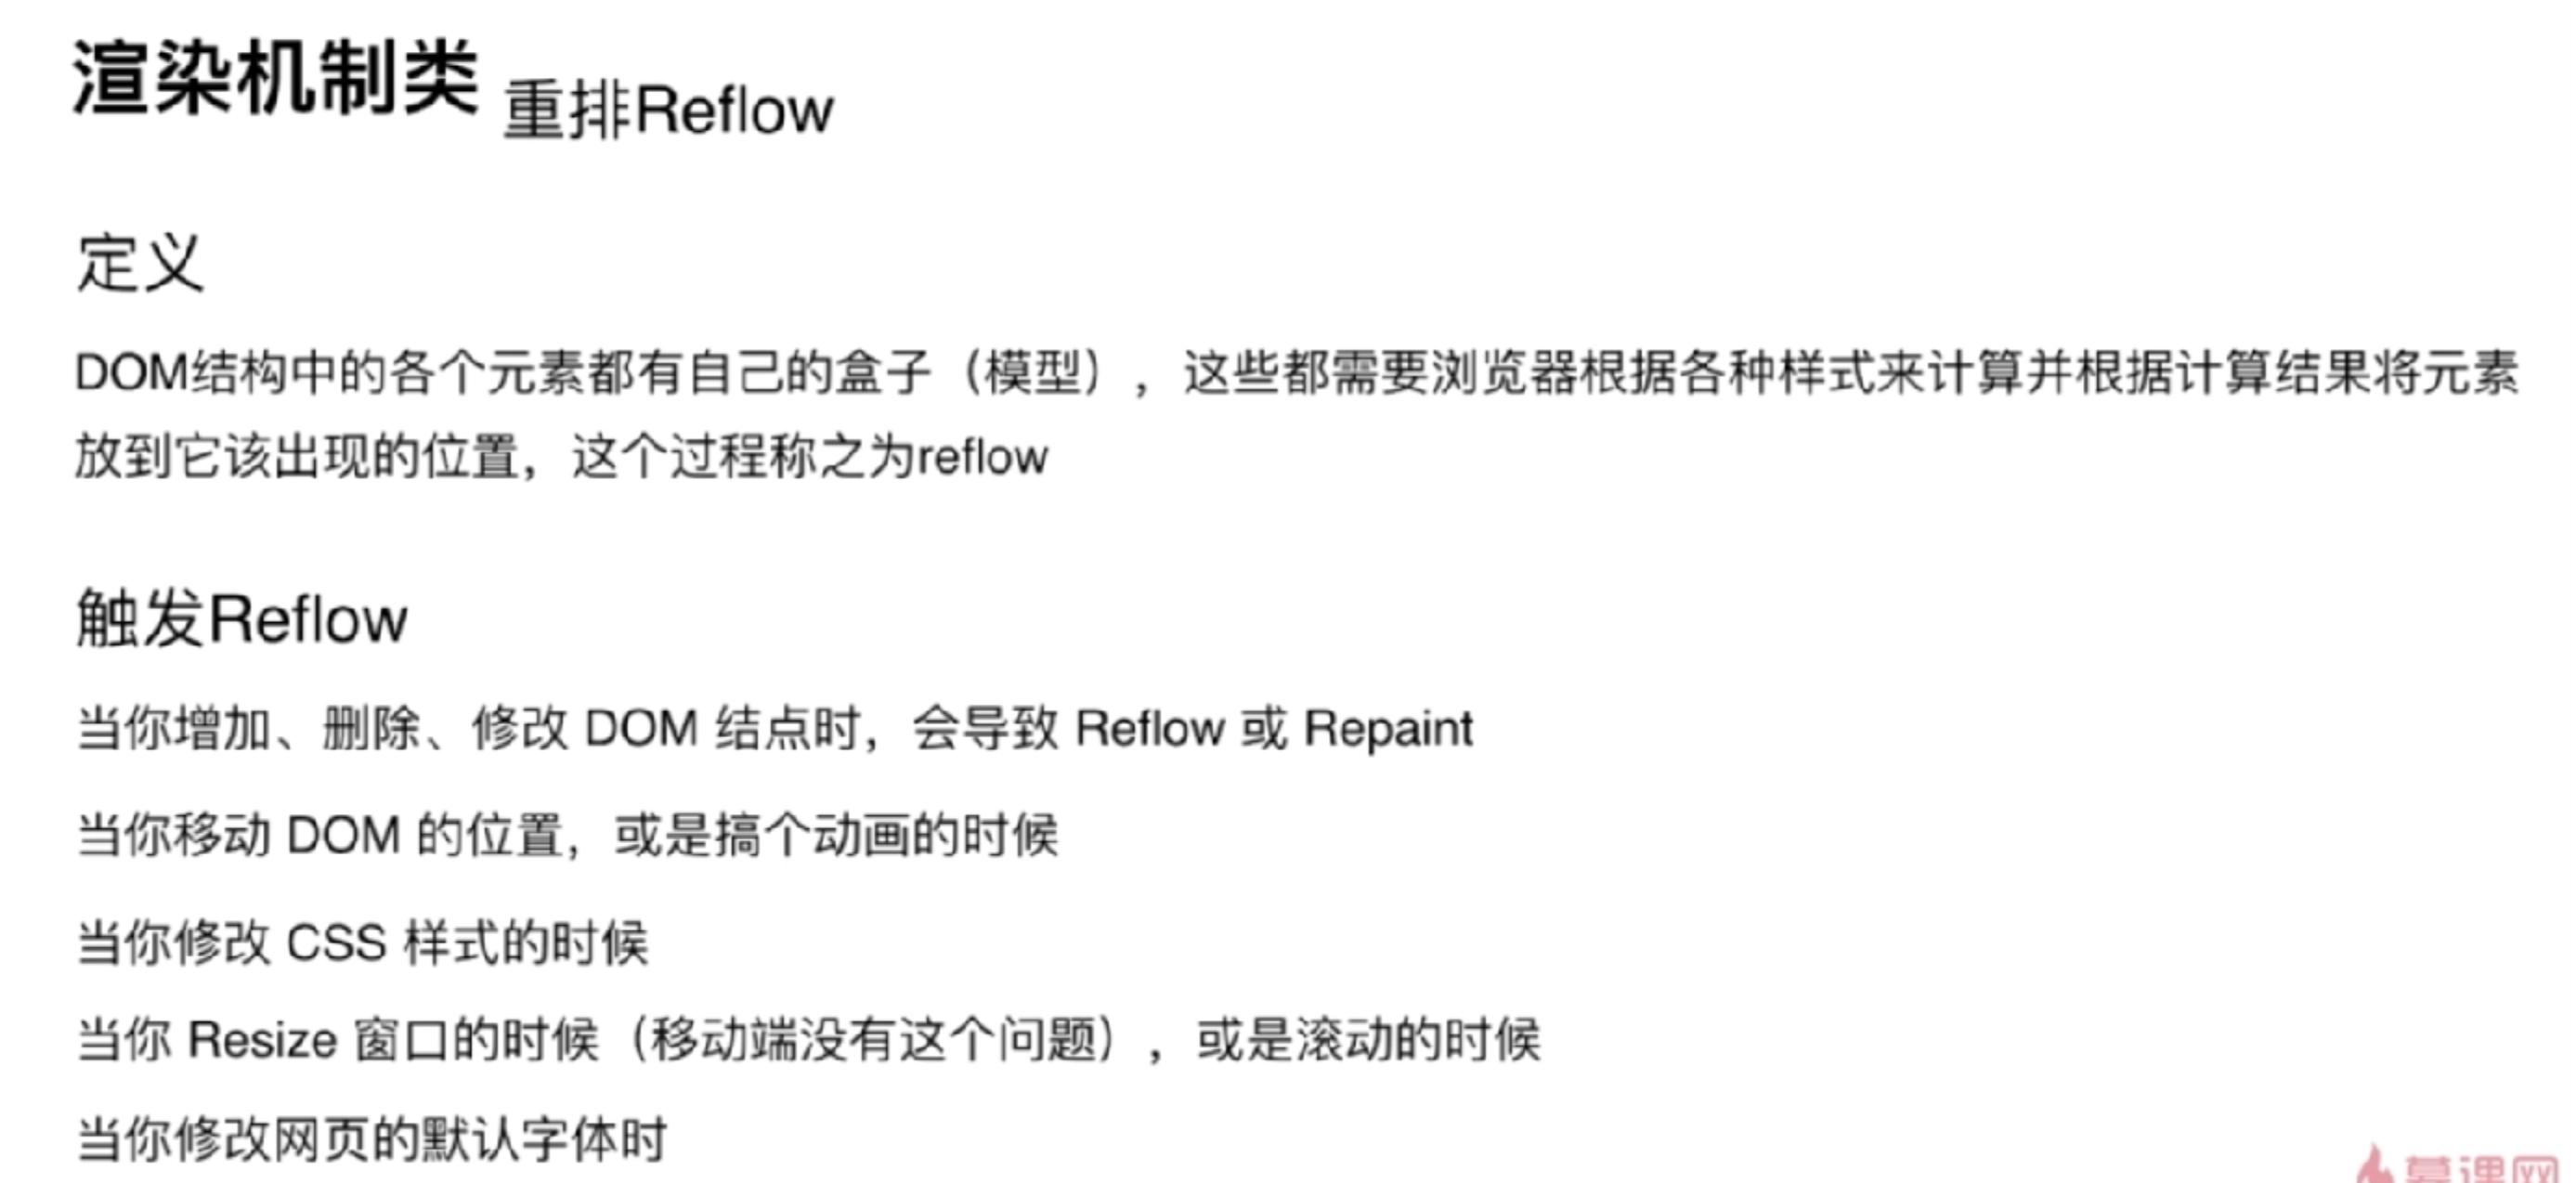 渲染机制类 重排Reflow
定义
DOM结构中的各个元素都有自己的盒子（模型），这些都需要浏览器根据各种样式来计算并根据计算结果将元素
放到它该出现的位置，这个过程称之为reflow
触发Reflow
当你增加、删除、修改 DOM 结点时，会导致 Reflow 或 Repaint
当你移动 DOM 的位置，或是搞个动画的时候
当你修改 CSS 样式的时候
当你 Resize 窗口的时候（移动端没有这个问题），或是滚动的时候
当你修改网页的默认字体时
慕课网